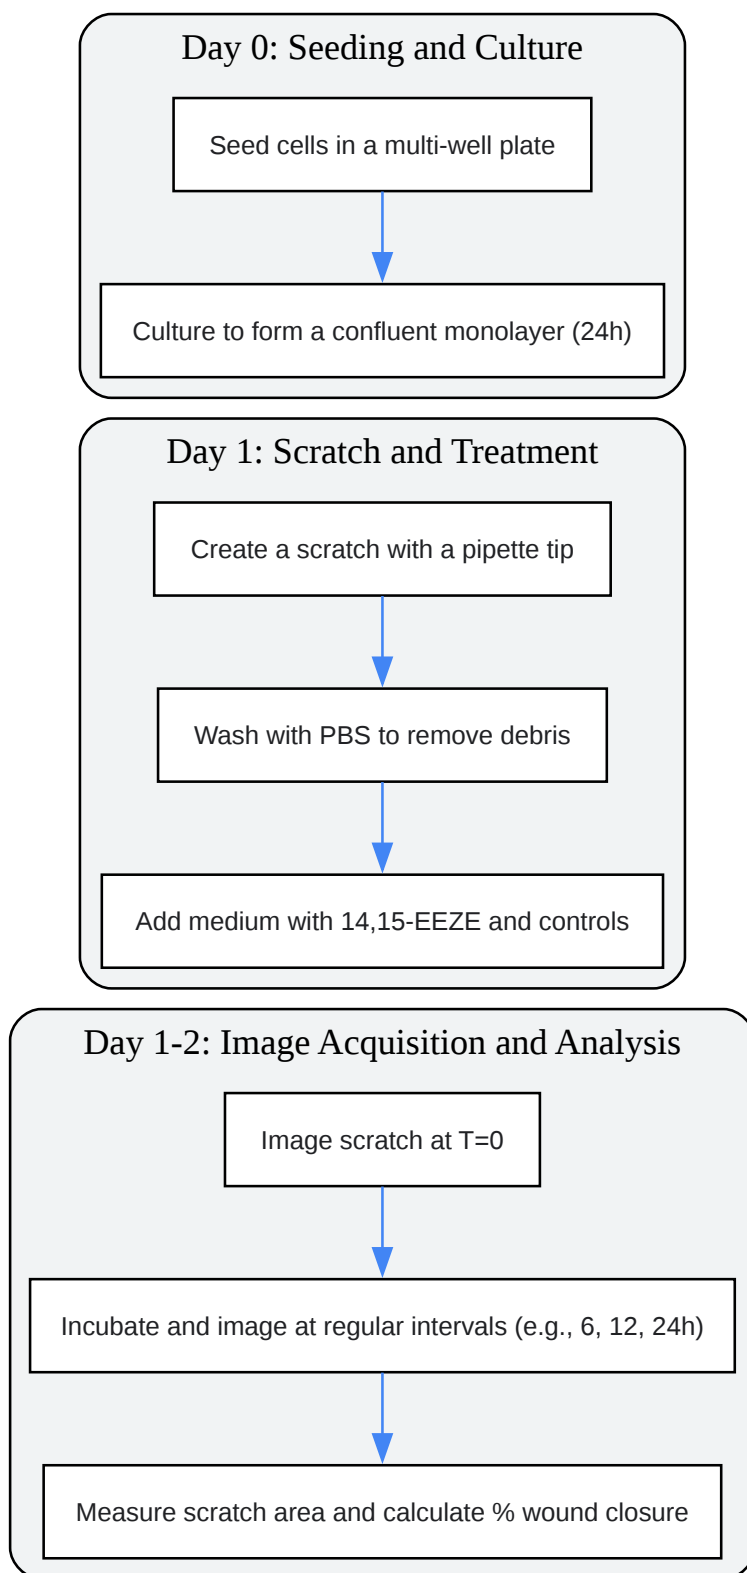 Day 0: Seeding and Culture
Seed cells in a multi-well plate
Culture to form a confluent monolayer (24h)
Day 1: Scratch and Treatment
Create a scratch with a pipette tip
Wash with PBS to remove debris
Add medium with 14,15-EEZE and controls
Day 1-2: Image Acquisition and Analysis
Image scratch at T=0
Incubate and image at regular intervals (e.g., 6, 12, 24h)
Measure scratch area and calculate % wound closure